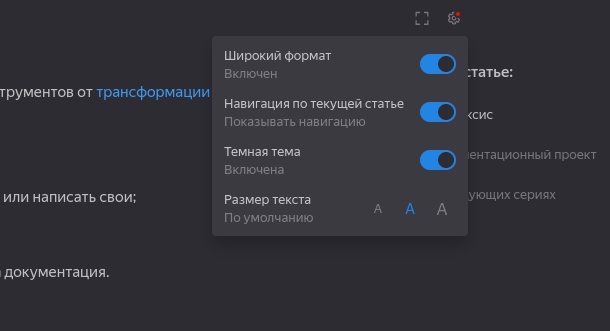 Широкий формат
Включен
статье:
трументов от трансформации
Навигация по текущей статье
Показывать навигацию
ксис
Темная тема
Включена
ентационный проект
или написать свои;
Размер текста
По умолчанию
A A A
ующих сериях
документация.